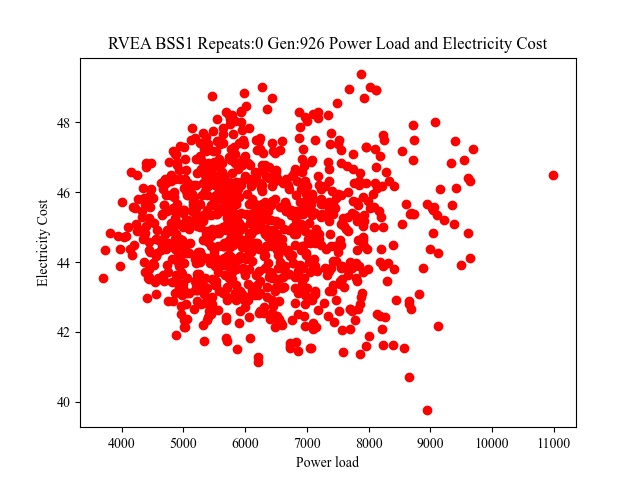 RVEA BSS1 Repeats:0 Gen:926 Power Load and Electricity Cost
48
46
44
42
40
Electricity Cost
4000 5000 6000 7000 8000 9000 10000 11000
Power load